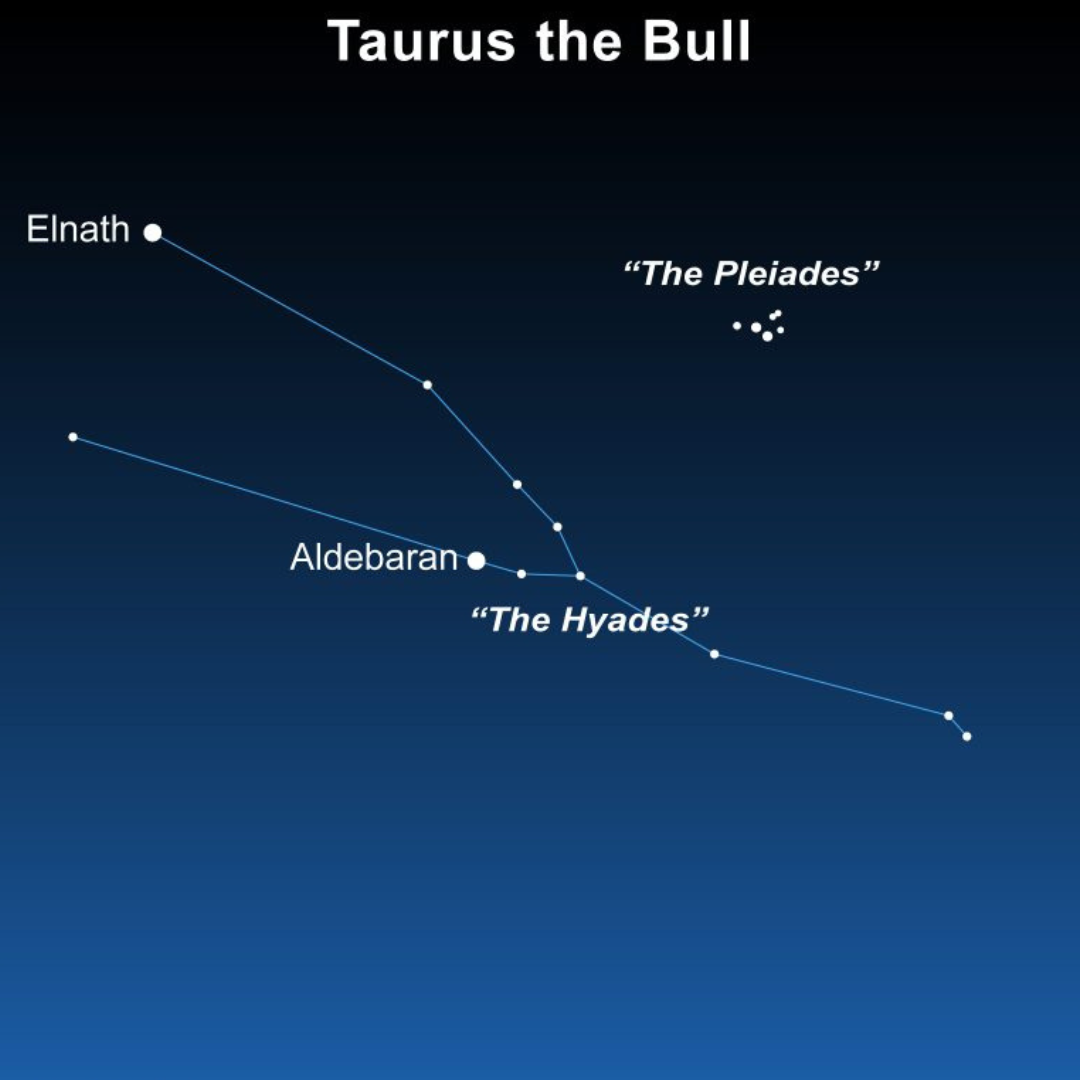 Taurus the Bull
Elnath
“The Pleiades”
Aldebaran
“The Hyades”